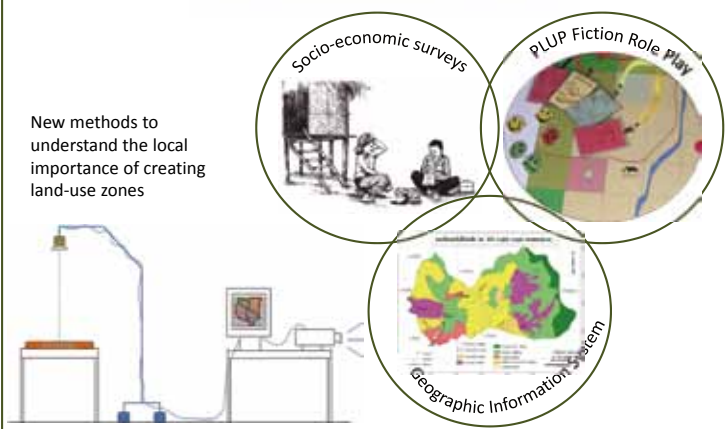 Socio-economic surveys
PLUP Fiction Role Play
New methods to
understand the local
importance of creating
land-use zones
Geographic Information System